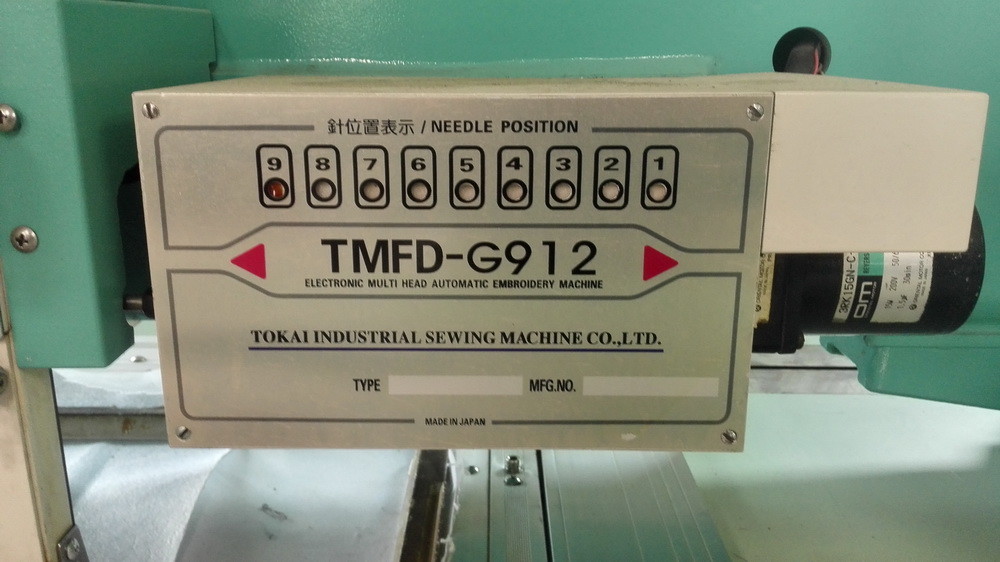 針位置表示 / NEEDLE POSITION
9 8 7 6 5 4 3 2 1
TMFD-G912
ELECTRONIC MULTI HEAD AUTOMATIC EMBROIDERY MACHINE
TOKAI INDUSTRIAL SEWING MACHINE CO.,LTD.
TYPE MFG.NO.
MADE IN JAPAN
OM